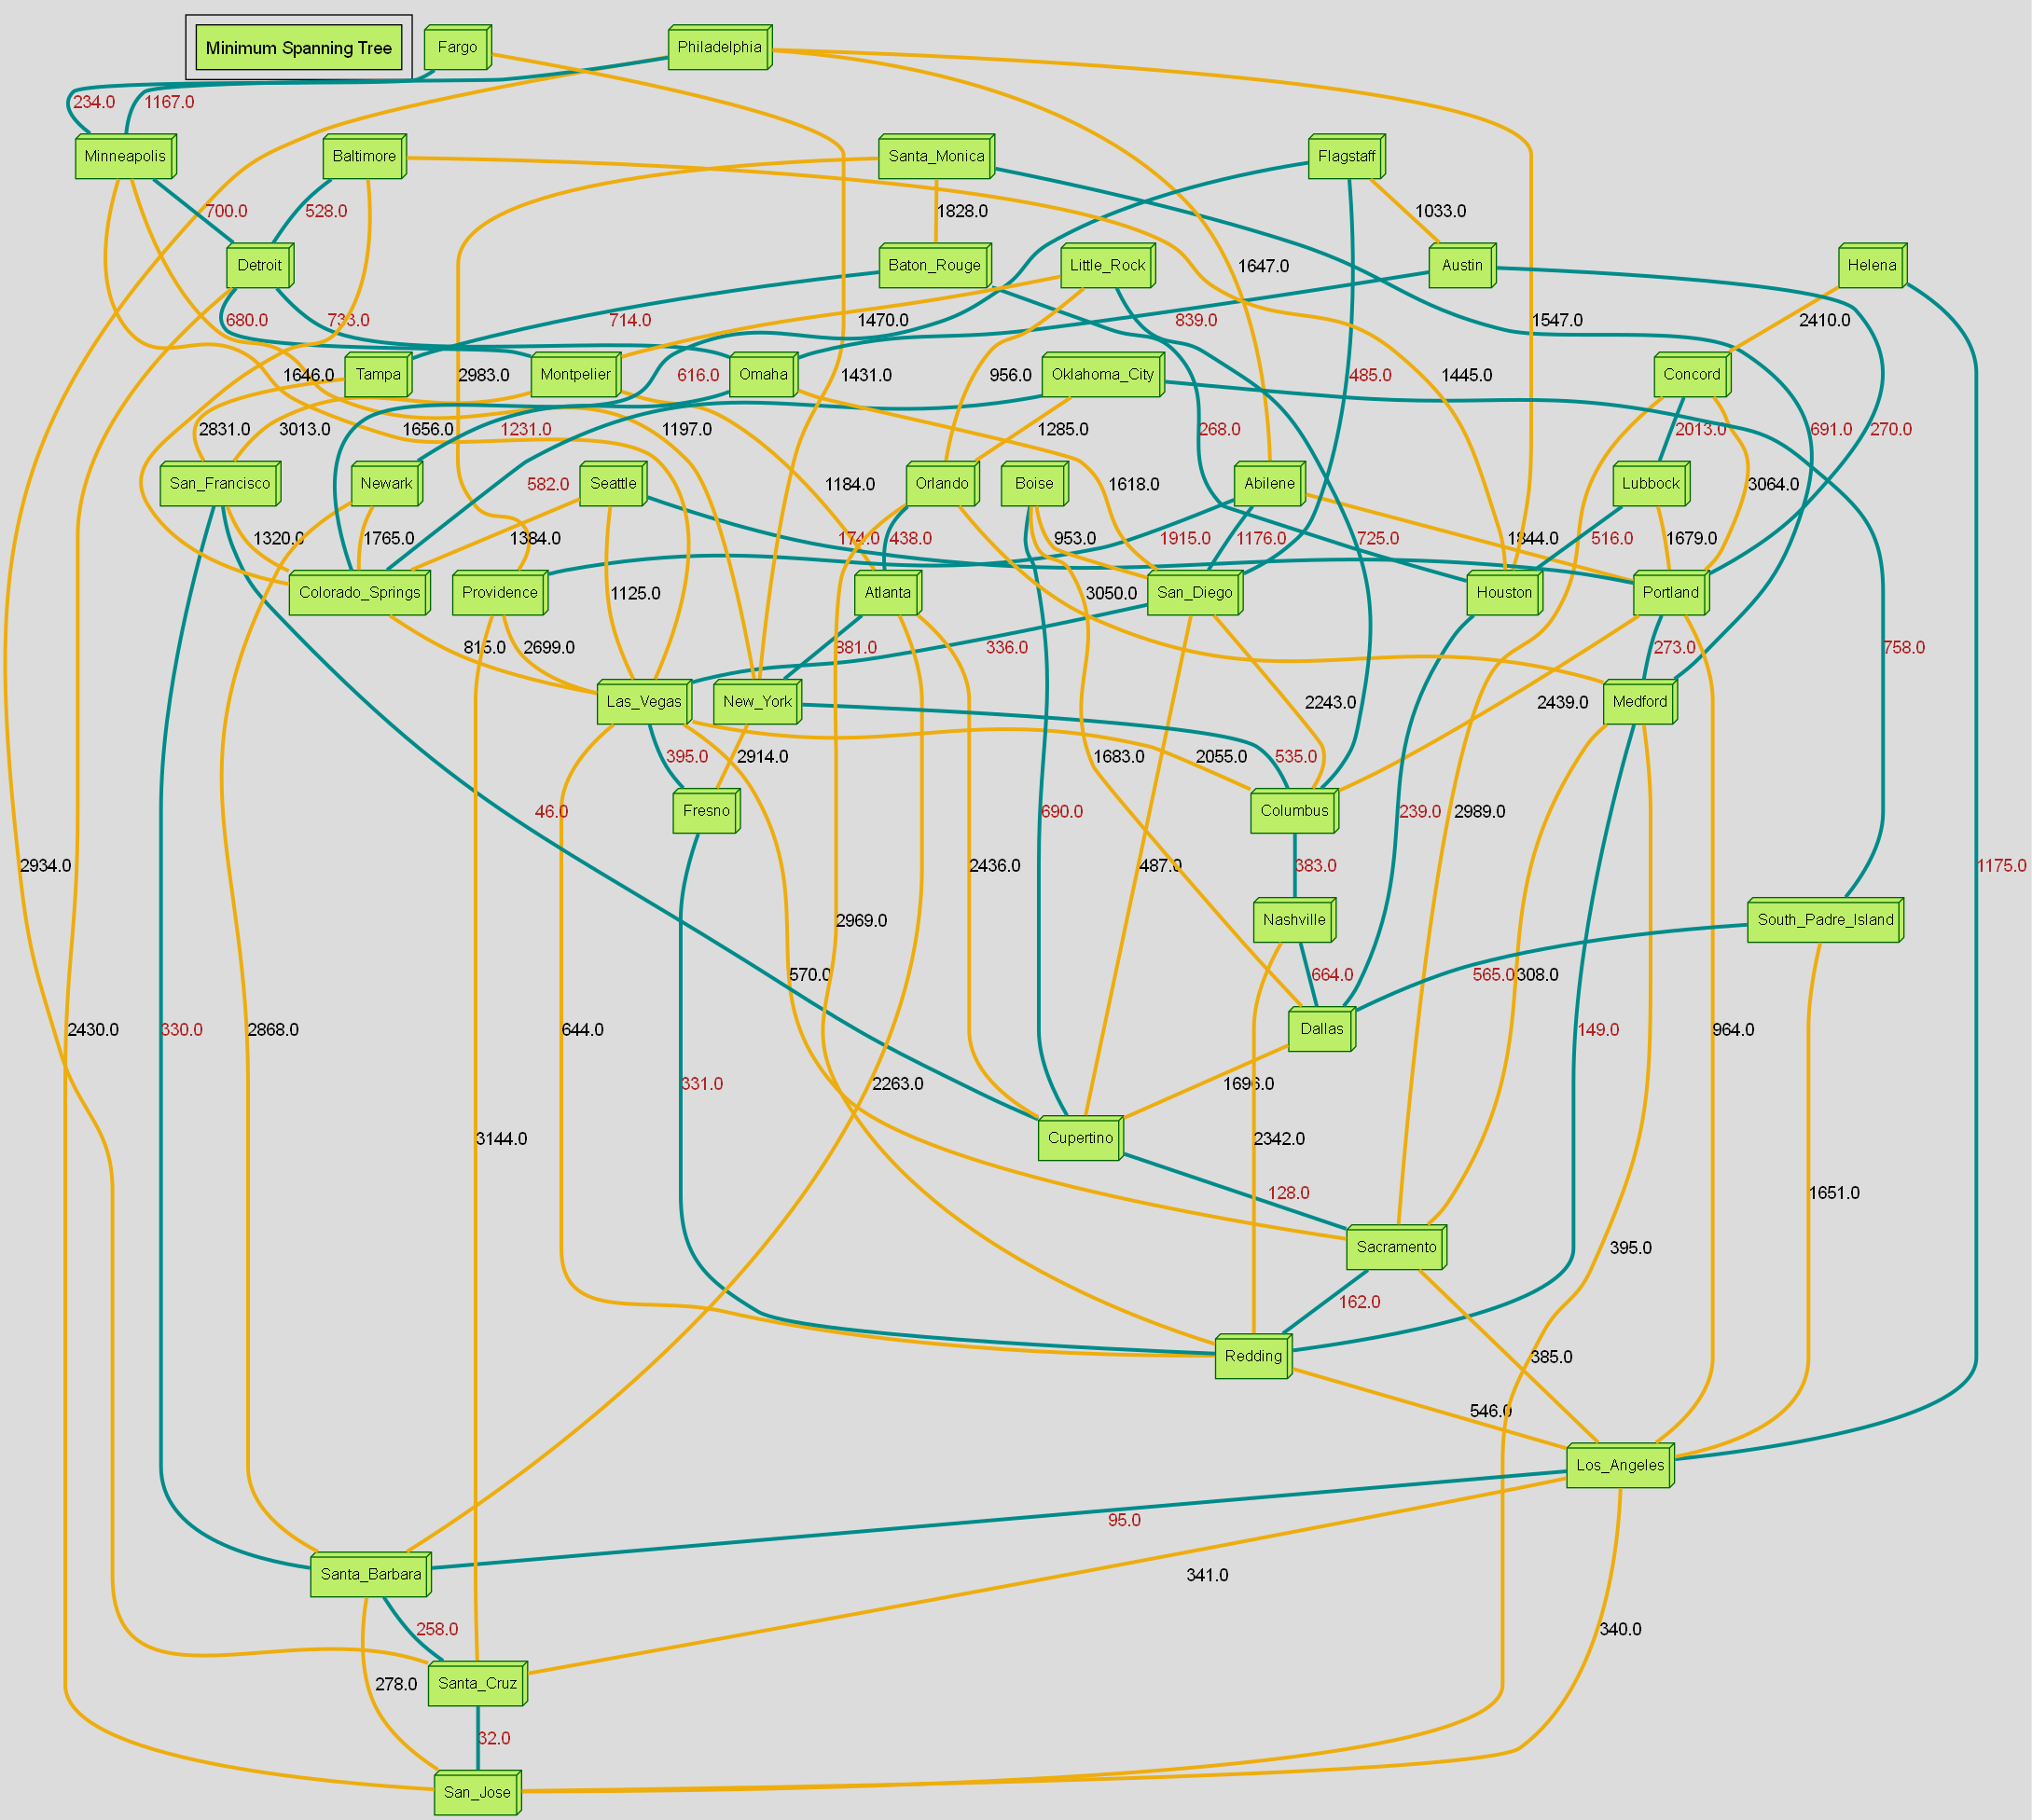 Minimum Spanning Tree
Fargo
Philadelphia
234.0
1167.0
Minneapolis
Baltimore
Santa_Monica
Flagstaff
700.0
528.0
1828.0
1033.0
Detroit
Baton_Rouge
Little_Rock
1647.0
Austin
Helena
680.0
733.0
714.0
1470.0
839.0
1547.0
2410.0
1646.0
Tampa
2983.0
Montpelier
616.0
Omaha
1431.0
956.0
Oklahoma_City
485.0
1445.0
Concord
2831.0
3013.0
1656.0
1231.0
1197.0
1285.0
268.0
2013.0
691.0
270.0
San_Francisco
Newark
582.0
Seattle
1184.0
Orlando
Boise
1618.0
Abilene
Lubbock
3064.0
1320.0
1765.0
1384.0
174.0
438.0
953.0
1915.0
1176.0
725.0
1844.0
516.0
1679.0
Colorado_Springs
Providence
1125.0
Atlanta
3050.0
San_Diego
Houston
Portland
815.0
2699.0
881.0
336.0
273.0
758.0
Las_Vegas
New_York
2243.0
2439.0
Medford
395.0
2914.0
1683.0
2055.0
535.0
46.0
Fresno
690.0
Columbus
239.0
2989.0
2934.0
2436.0
487.0
383.0
1175.0
2969.0
Nashville
South_Padre_Island
570.0
664.0
565.0
308.0
2430.0
330.0
2868.0
644.0
Dallas
149.0
964.0
331.0
2263.0
1696.0
3144.0
Cupertino
2342.0
128.0
1651.0
Sacramento
395.0
162.0
Redding
385.0
546.0
Los_Angeles
95.0
Santa_Barbara
341.0
258.0
340.0
278.0
Santa_Cruz
32.0
San_Jose